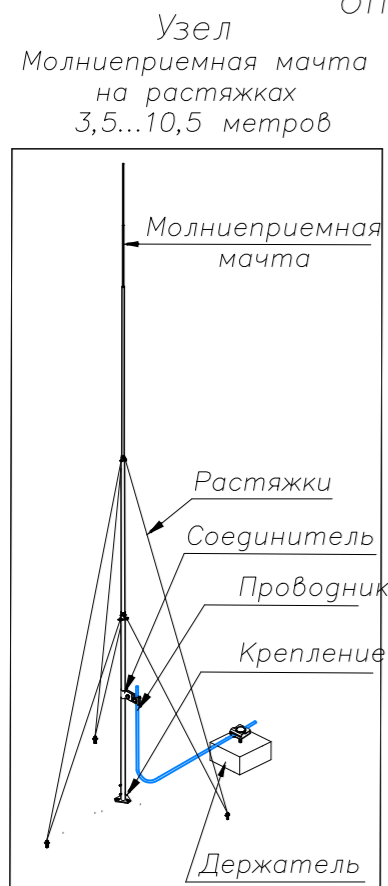 Узел
Молниеприемная мачта
на растяжках
3,5...10,5 метров
Молниеприемная
мачта
Растяжки
Соединитель
Проводник
Крепление
Держатель